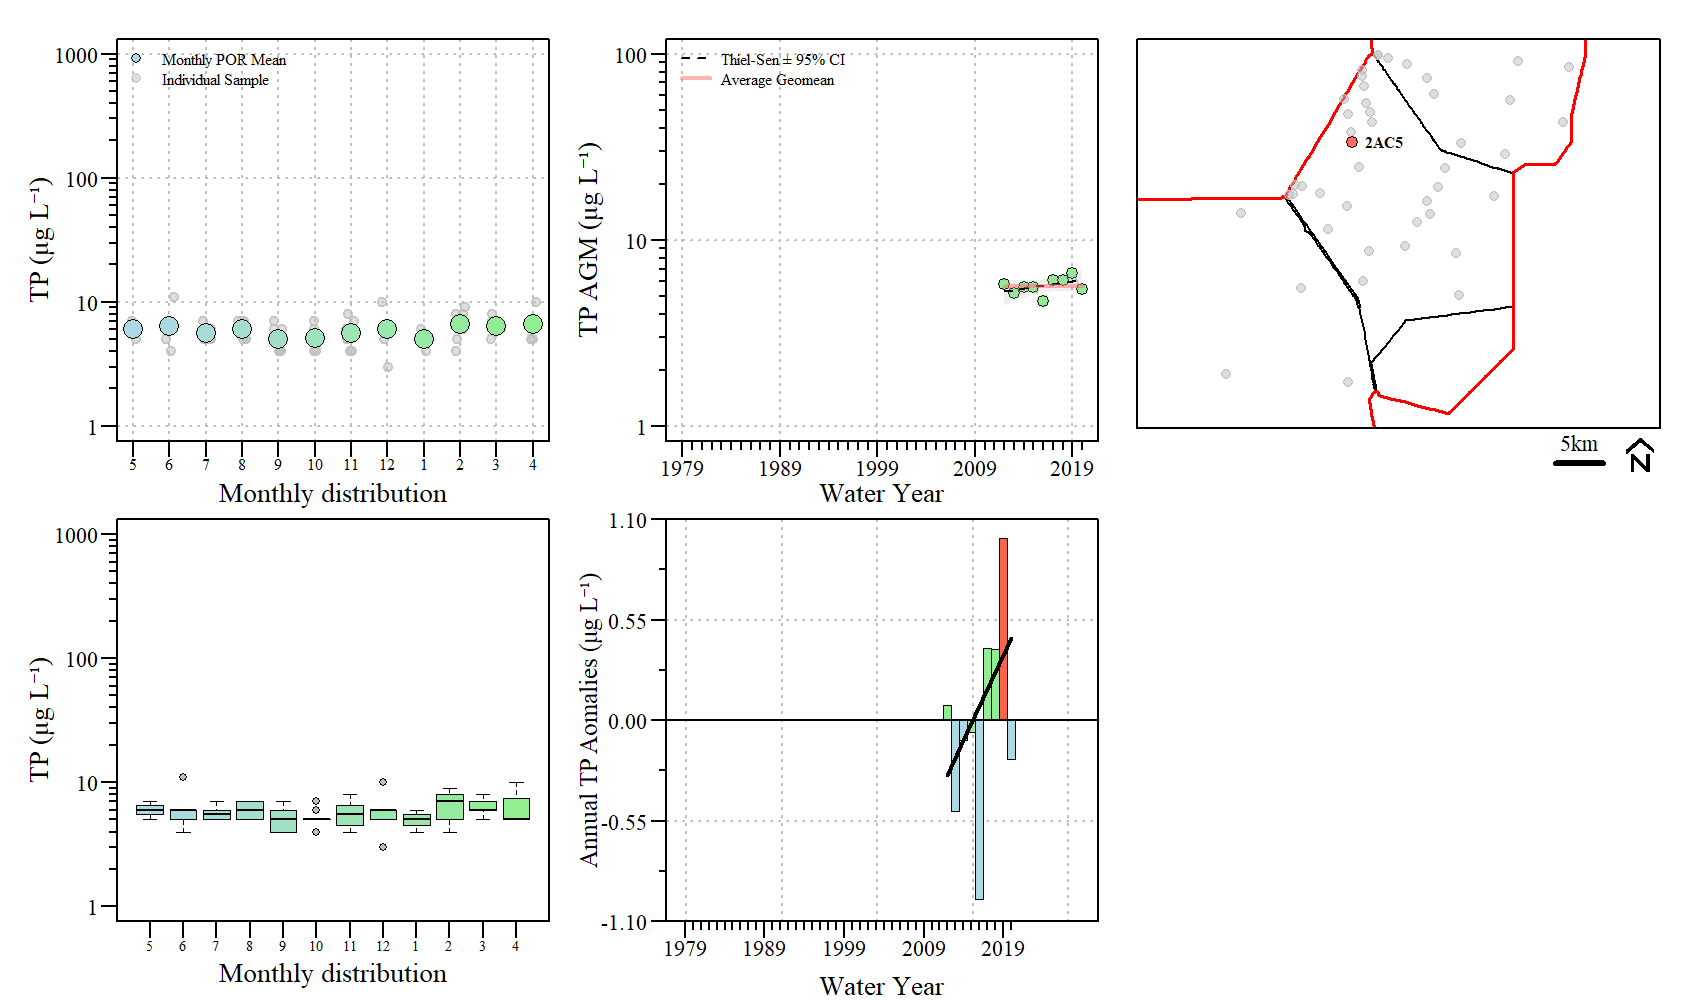 Monthly POR Mean
Individual Sample
1000
100
10
1
TP (µg L⁻¹)
5 6 7 8 9 10 11 12 1 2 3 4
Monthly distribution
Thiel-Sen ± 95% CI
Average Geomean
100
10
1
TP AGM (µg L⁻¹)
1979 1989 1999 2009 2019
Water Year
2AC5
5km
N
1000
100
10
1
TP (µg L⁻¹)
5 6 7 8 9 10 11 12 1 2 3 4
Monthly distribution
1.10
0.55
0.00
-0.55
-1.10
Annual TP Aomalies (µg L⁻¹)
1979 1989 1999 2009 2019
Water Year